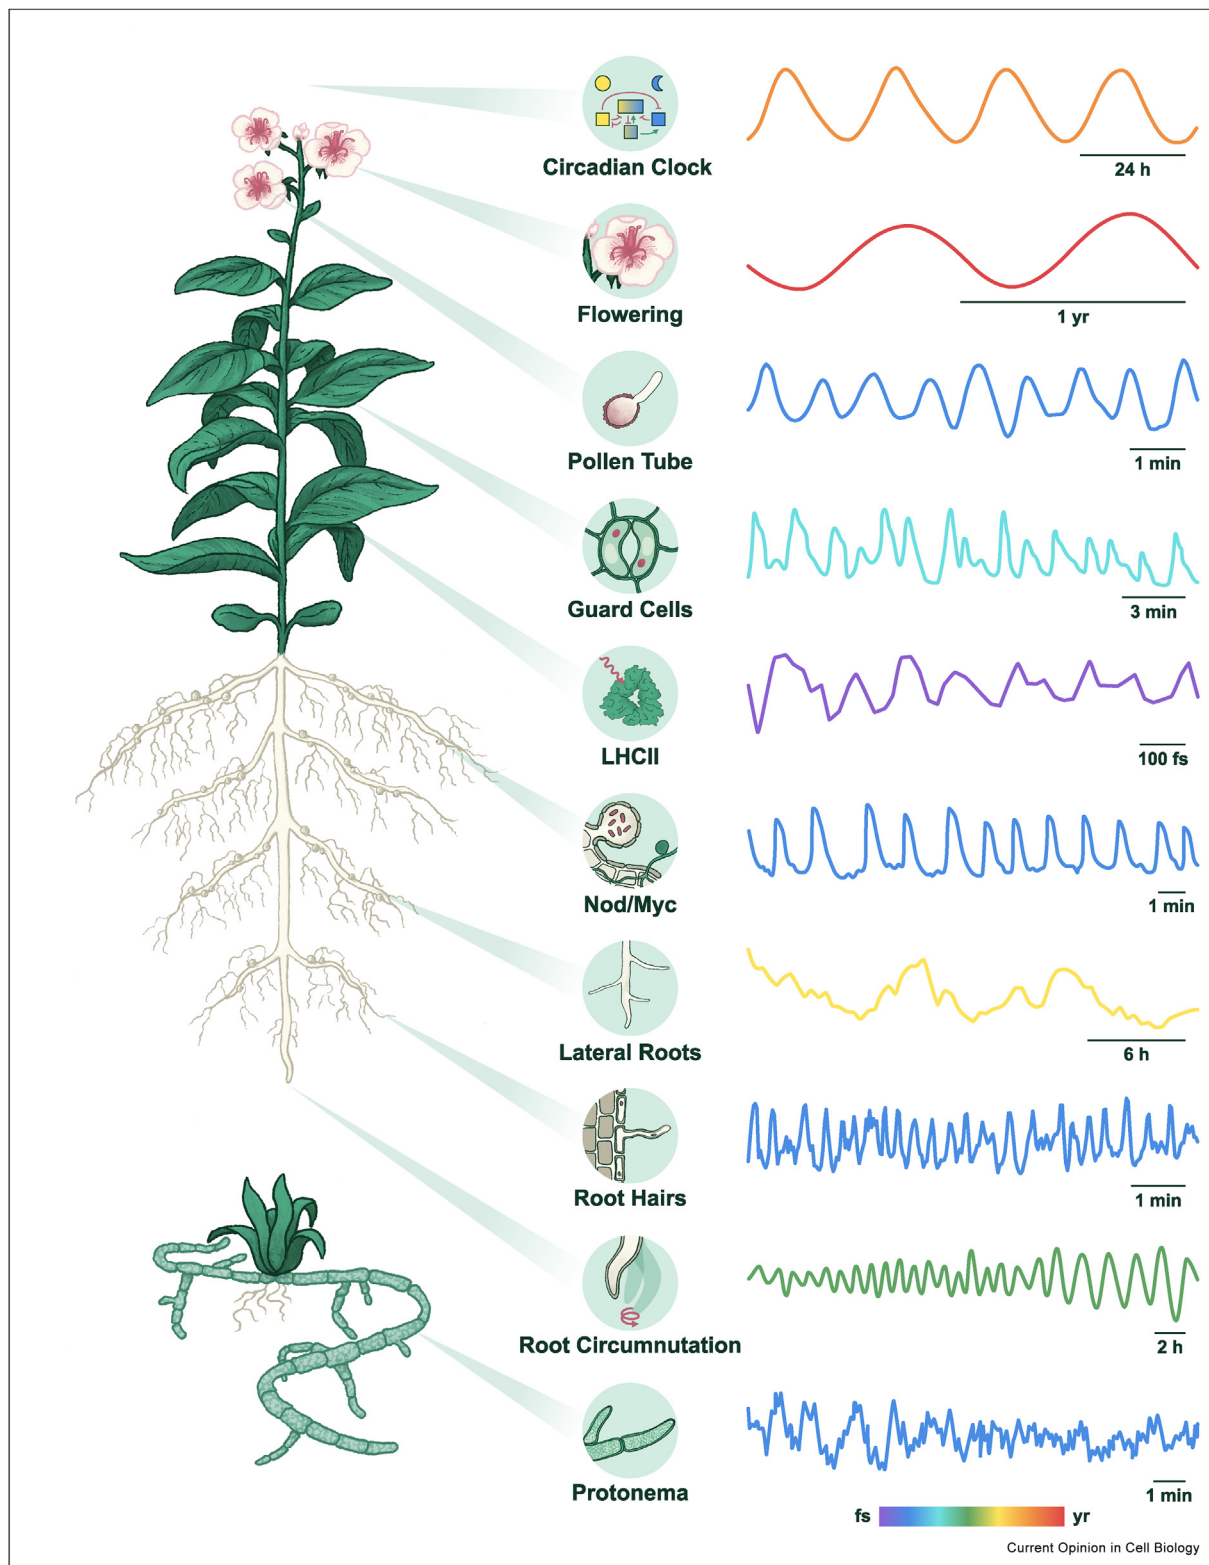 Circadian Clock
24 h
Flowering
1 yr
Pollen Tube
1 min
Guard Cells
3 min
LHCII
100 fs
Nod/Myc
1 min
Lateral Roots
6 h
Root Hairs
1 min
Root Circumnutation
2 h
Protonema
1 min
fs yr
Current Opinion in Cell Biology